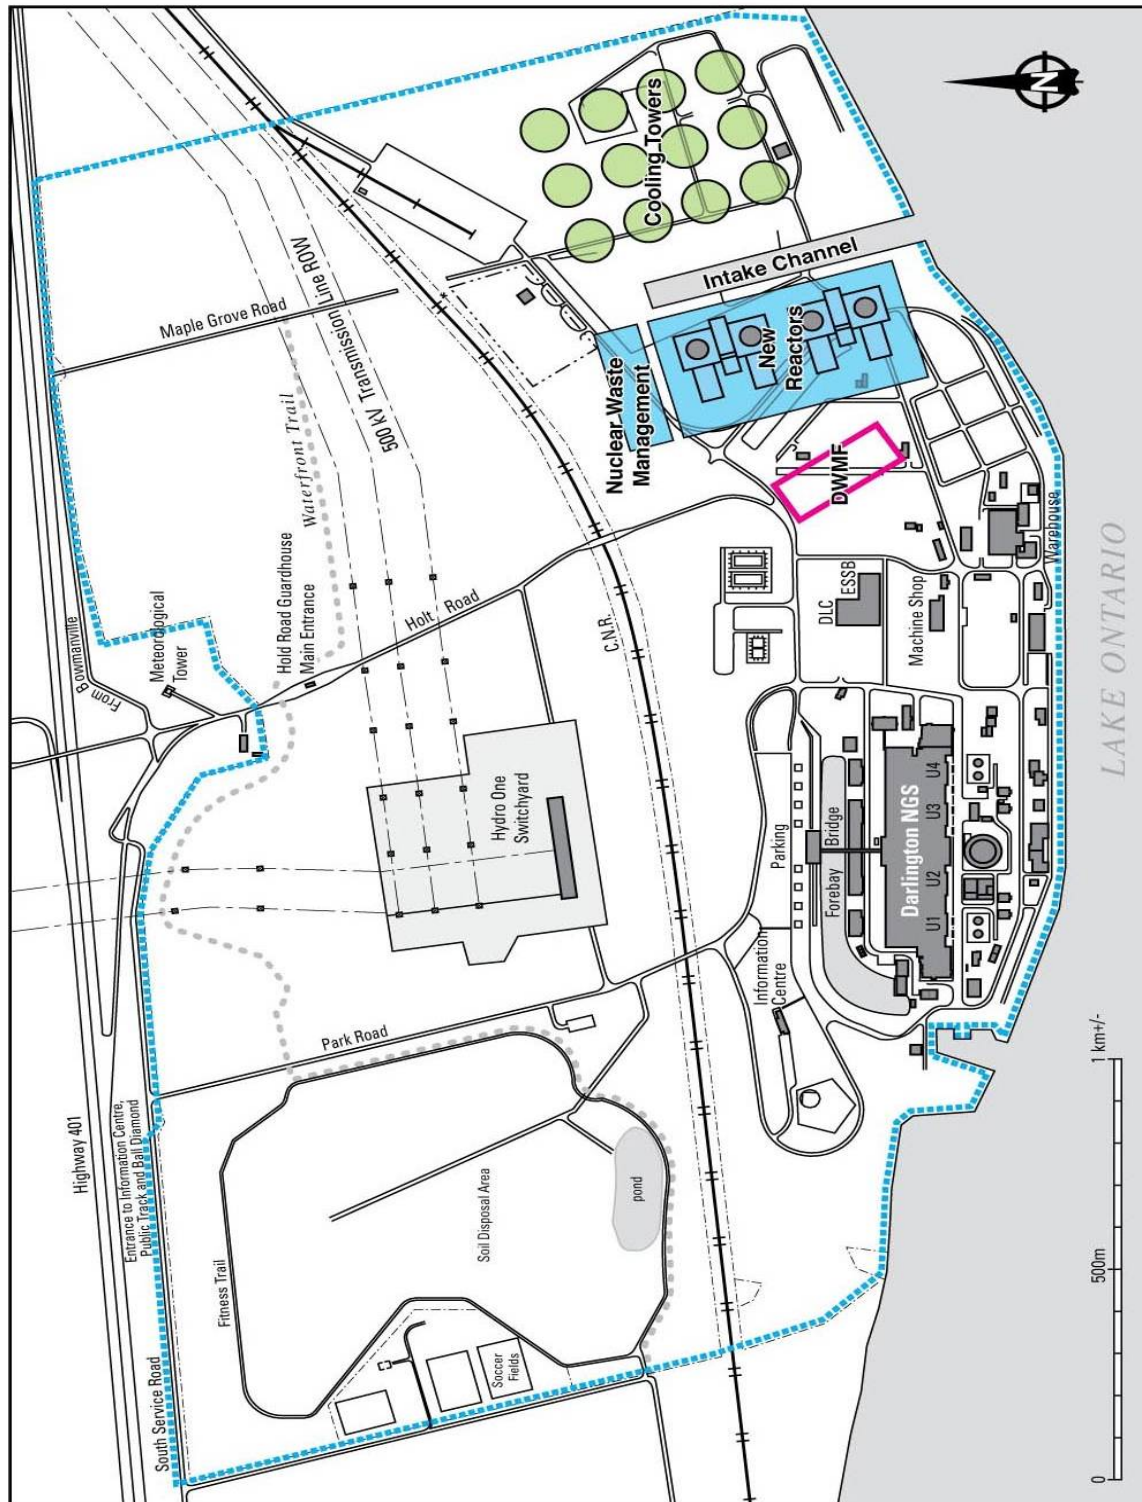 Highway 401
Entrance to Information Centre,
Public Track and Ball Diamond
South Service Road
From Bowmanville
Meteorological
Tower
Hold Road Guardhouse
Main Entrance
Holt Road
Maple Grove Road
Waterfront Trail
500 kV Transmission Line ROW
Park Road
Fitness Trail
Soil Disposal Area
pond
Soccer
Fields
Hydro One
Switchyard
C.N.R.
Nuclear Waste
Management
New
Reactors
Intake Channel
Cooling Towers
DWMF
DLC
ESSB
Machine Shop
Warehouse
Parking
Information
Centre
Forebay
Bridge
Darlington NGS
U1
U2
U3
U4
LAKE ONTARIO
0
500m
1 km+/-
N